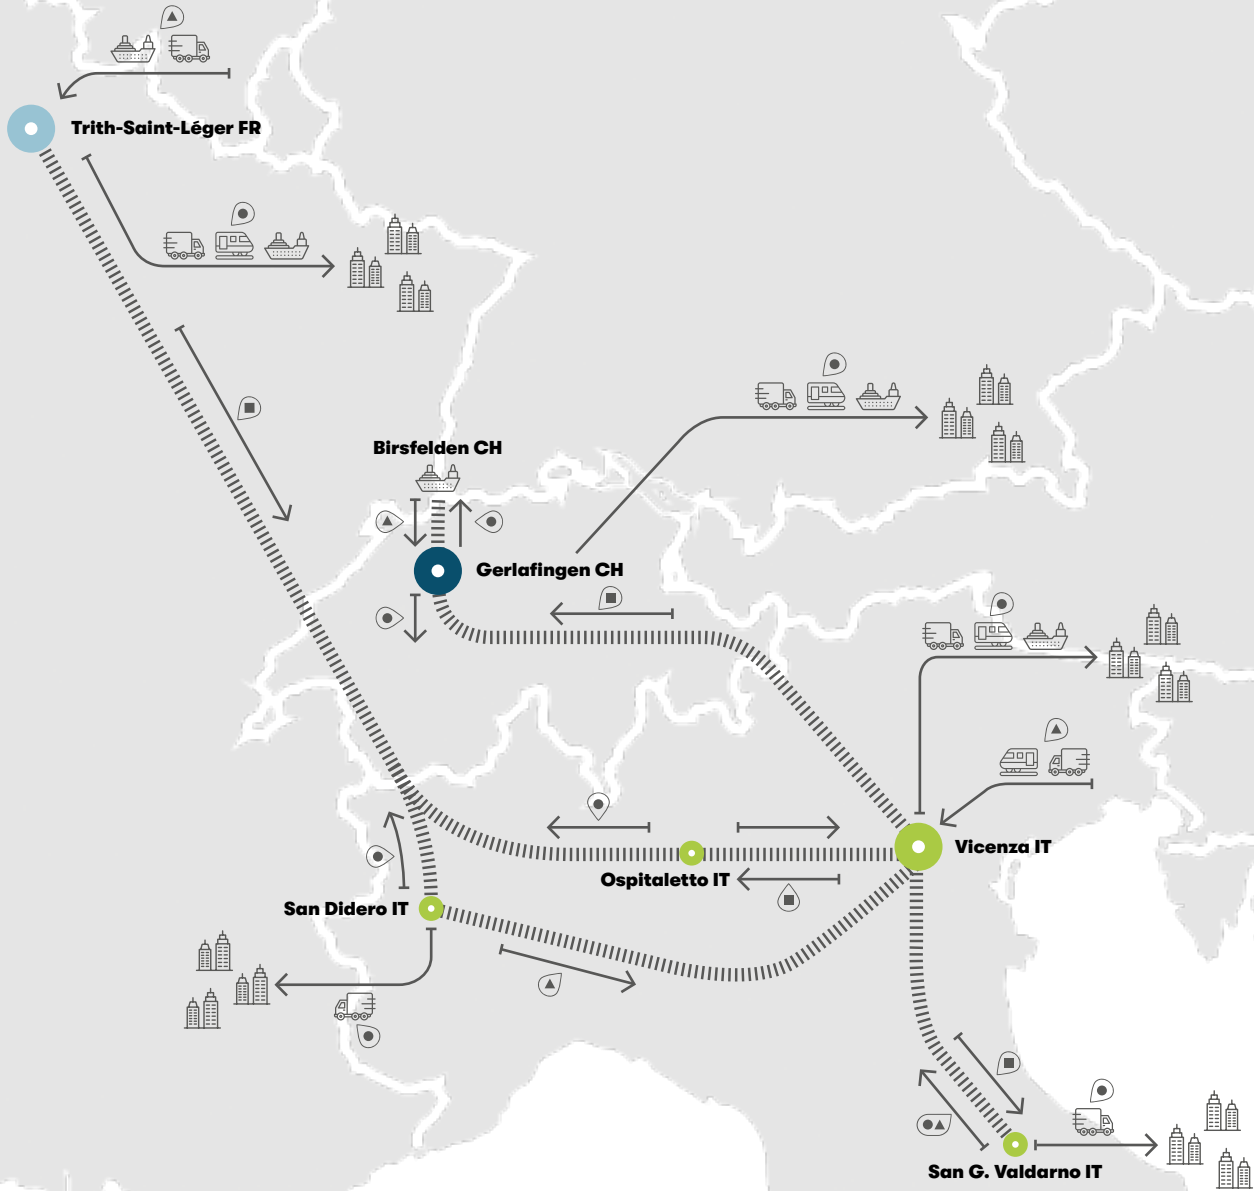 Trith-Saint-Léger FR
Birsfelden CH
Gerlafingen CH
Vicenza IT
Ospitaletto IT
San Didero IT
San G. Valdarno IT